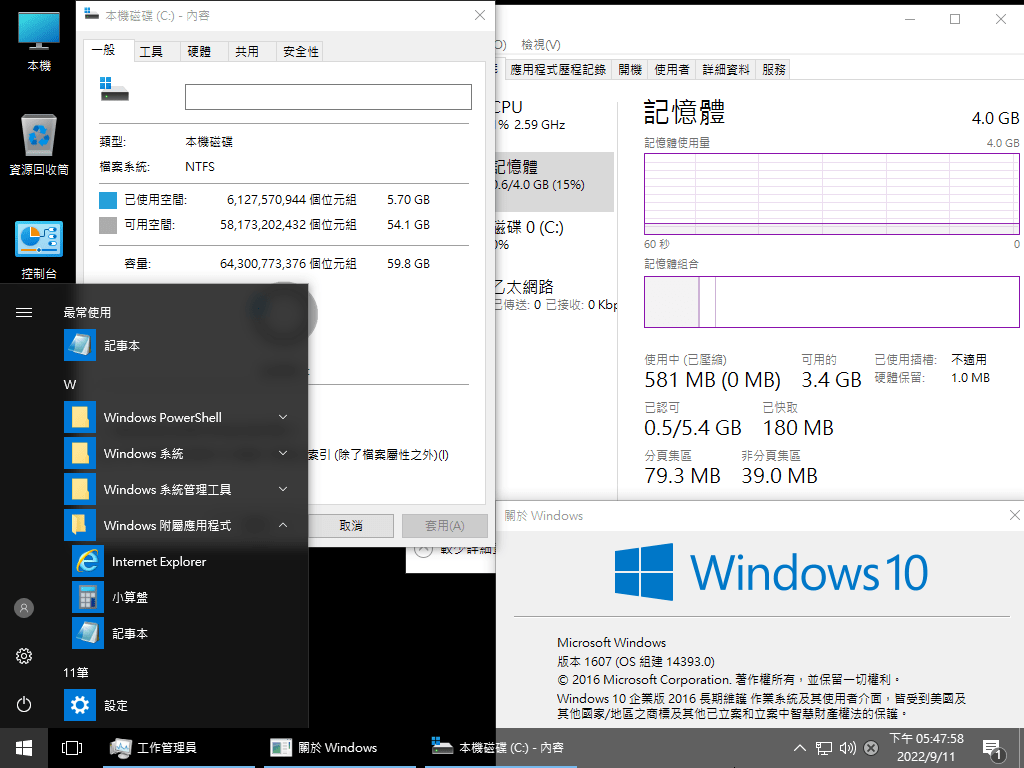 本機
資源回收筒
控制台
本機磁碟 (C:) - 內容
一般 工具 硬體 共用 安全性
類型: 本機磁碟
檔案系統: NTFS
已使用空間: 6,127,570,944 個位元組 5.70 GB
可用空間: 58,173,202,432 個位元組 54.1 GB
容量: 64,300,773,376 個位元組 59.8 GB
索引 (除了檔案屬性之外)(I)
取消 套用(A)
檢視(V)
應用程式歷程記錄 開機 使用者 詳細資料 服務
CPU
% 2.59 GHz
記憶體
0.6/4.0 GB (15%)
磁碟 0 (C:)
0%
乙太網路
已傳送: 0 已接收: 0 Kbp
記憶體 4.0 GB
記憶體使用量 4.0 GB
60 秒 0
記憶體組合
使用中 (已壓縮) 可用的 已使用插槽: 不適用
581 MB (0 MB) 3.4 GB 硬體保留: 1.0 MB
已認可 已快取
0.5/5.4 GB 180 MB
分頁集區 非分頁集區
79.3 MB 39.0 MB
較少詳細
最常使用
記事本
W
Windows PowerShell
Windows 系統
Windows 系統管理工具
Windows 附屬應用程式
Internet Explorer
小算盤
記事本
11筆
設定
關於 Windows
Windows 10
Microsoft Windows
版本 1607 (OS 組建 14393.0)
© 2016 Microsoft Corporation. 著作權所有，並保留一切權利。
Windows 10 企業版 2016 長期維護 作業系統及其使用者介面，皆受到美國及
其他國家/地區之商標及其他已立案和立案中智慧財產權法的保護。
工作管理員 關於 Windows 本機磁碟 (C:) - 內容
下午 05:47:58
2022/9/11
1